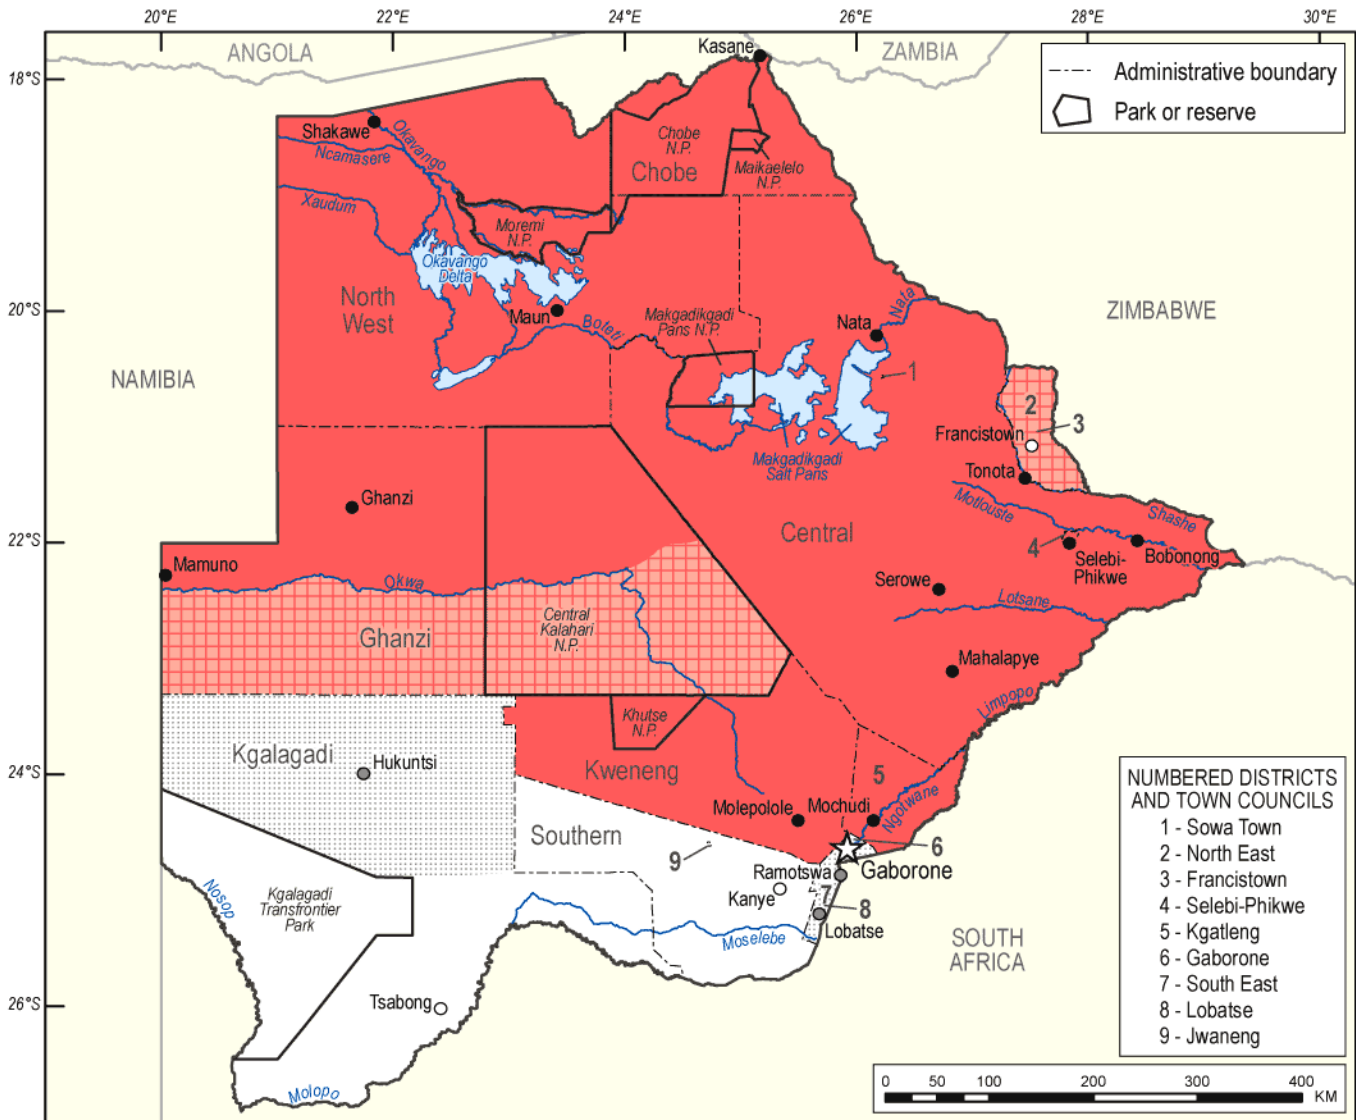 20°E
22°E
24°E
26°E
28°E
30°E
18°S
20°S
22°S
24°S
26°S
ANGOLA
ZAMBIA
Kasane
Administrative boundary
Park or reserve
Shakawe
Okavango
Ncamasere
Xaudum
Chobe
N.P.
Chobe
Maikaelelo
N.P.
Moremi
N.P.
Okavango
Delta
North
West
Maun
Boteti
Makgadikgadi
Pans N.P.
Nata
Nata
1
ZIMBABWE
NAMIBIA
2
3
Francistown
Tonota
Makgadikgadi
Salt Pans
Ghanzi
Motlouste
Shashe
Central
4
Selebi-
Phikwe
Bobonong
Mamuno
Okwa
Serowe
Lotsane
Central
Kalahari
N.P.
Ghanzi
Mahalapye
Limpopo
Khutse
N.P.
Kgalagadi
Hukuntsi
Kweneng
5
Molepolole
Mochudi
Ngotwane
Southern
9
6
Ramotswa
Gaborone
Kanye
7
8
Lobatse
Nosop
Kgalagadi
Transfrontier
Park
Moselebe
SOUTH
AFRICA
Tsabong
Molopo
NUMBERED DISTRICTS
AND TOWN COUNCILS
1 - Sowa Town
2 - North East
3 - Francistown
4 - Selebi-Phikwe
5 - Kgatleng
6 - Gaborone
7 - South East
8 - Lobatse
9 - Jwaneng
0 50 100 200 300 400
KM